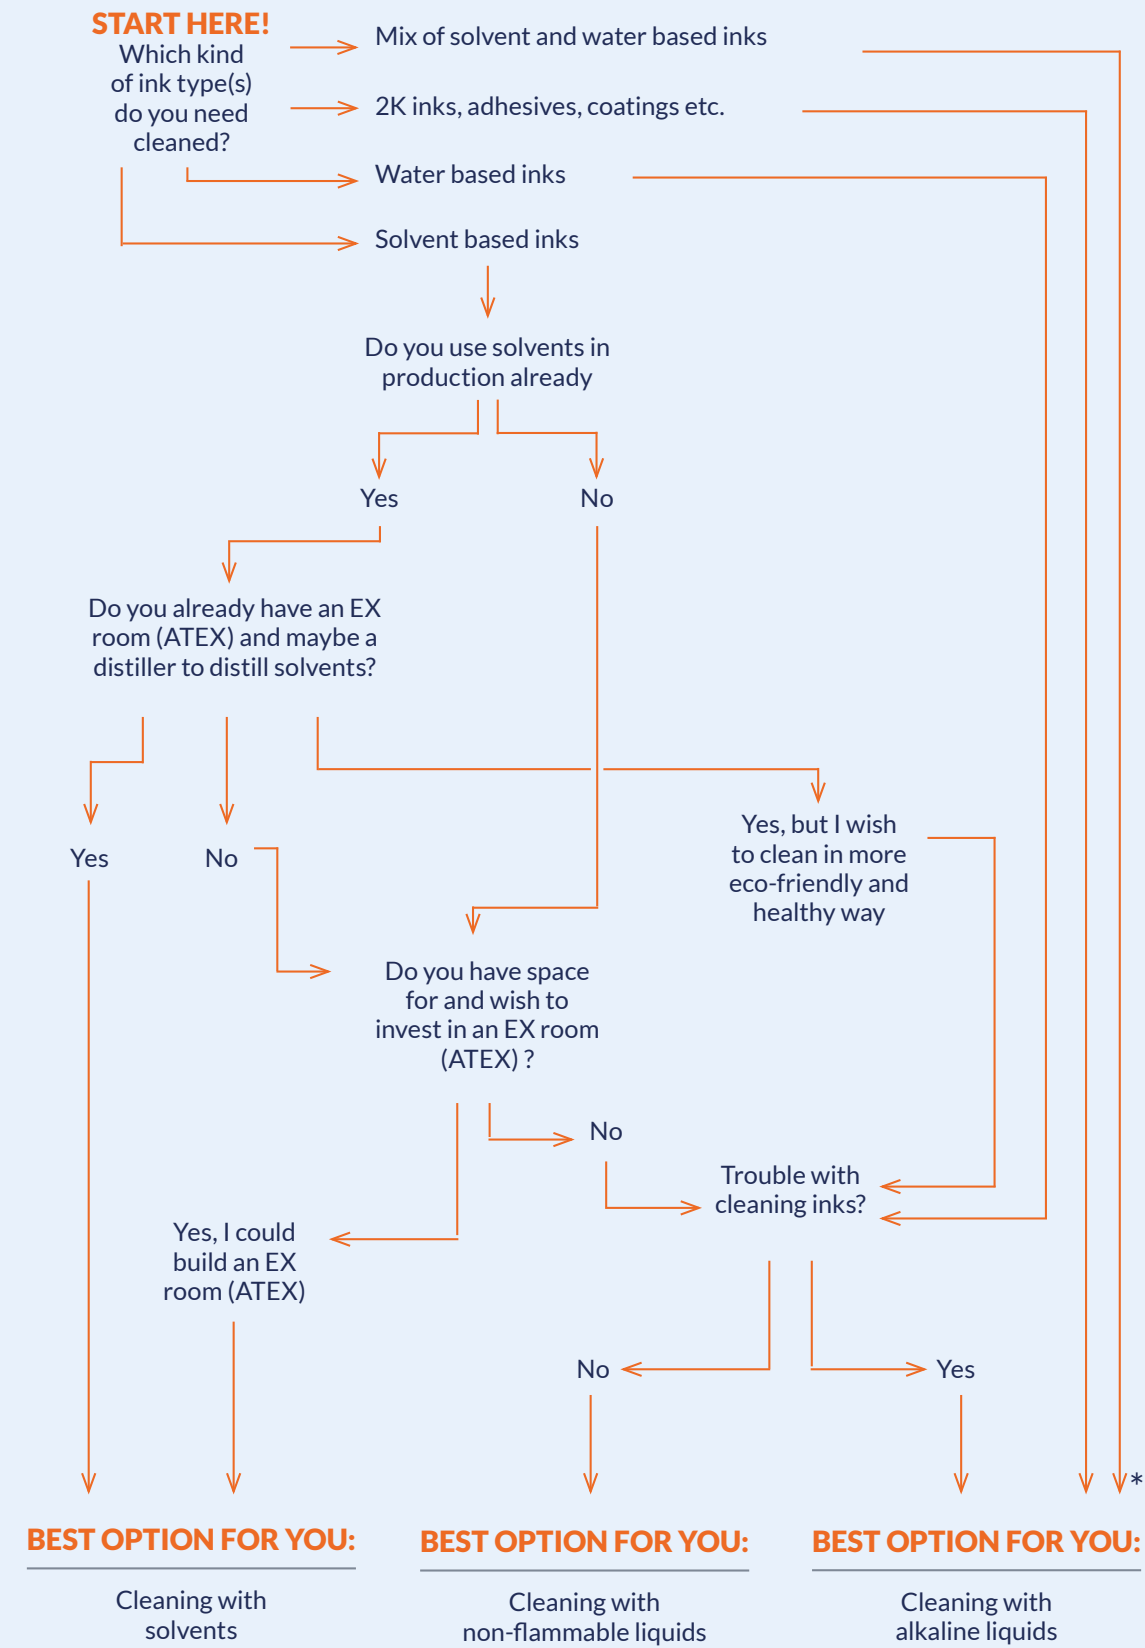 START HERE!
Which kind
of ink type(s)
do you need
cleaned?
Mix of solvent and water based inks
2K inks, adhesives, coatings etc.
Water based inks
Solvent based inks
Do you use solvents in
production already
Yes
No
Do you already have an EX
room (ATEX) and maybe a
distiller to distill solvents?
Yes
No
Yes, but I wish
to clean in more
eco-friendly and
healthy way
Do you have space
for and wish to
invest in an EX room
(ATEX) ?
No
Trouble with
cleaning inks?
Yes, I could
build an EX
room (ATEX)
No
Yes
*
BEST OPTION FOR YOU:
Cleaning with
solvents
BEST OPTION FOR YOU:
Cleaning with
non-flammable liquids
BEST OPTION FOR YOU:
Cleaning with
alkaline liquids